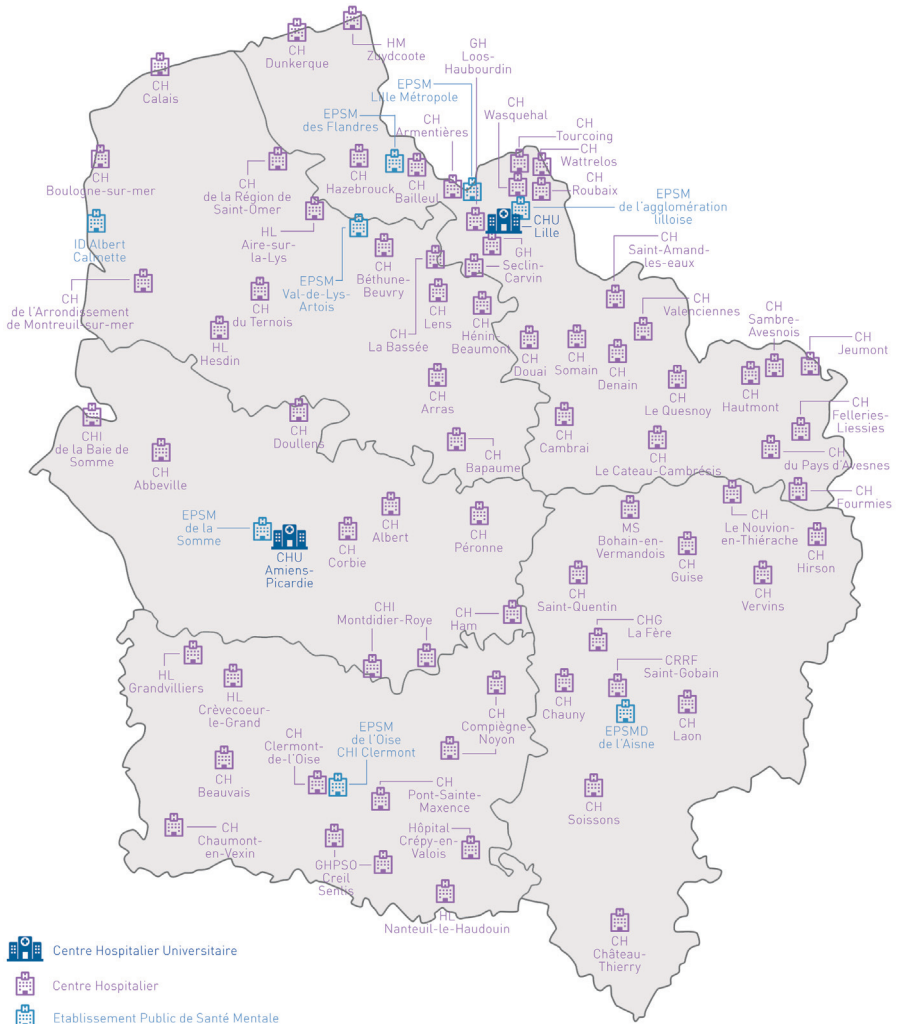 HM
Zuydcoote
CH
Dunkerque
CH
Calais
GH
Loos-
Haubourdin
EPSM
Lille Métropole
EPSM
des Flandres
CH
Armentières
CH
Wasquehal
CH
Tourcoing
CH
Wattrelos
CH
Roubaix
EPSM
de l'agglomération
lilloise
CH
Boulogne-sur-mer
CH
de la Région de
Saint-Omer
CH
Hazebrouck
CH
Bailleul
CHU
Lille
ID Albert
Calmette
HL
Aire-sur-
la-Lys
EPSM
Val-de-Lys-
Artois
CH
Béthune-
Beuvry
GH
Seclin-
Carvin
CH
Saint-Amand-
les-eaux
CH
de l'Arrondissement
de Montreuil-sur-mer
CH
du Ternois
HL
Hesdin
CH
La Bassée
CH
Lens
CH
Hénin-
Beaumont
CH
Douai
CH
Somain
CH
Denain
CH
Valenciennes
CH
Sambre-
Avesnois
CH
Jeumont
CH
Hautmont
CH
Le Quesnoy
CH
Felleries-
Liessies
CH
Arras
CH
Doullens
CH
Bapaume
CH
Cambrai
CH
Le Cateau-Cambrésis
CH
du Pays d'Avesnes
CH
Fourmies
CHI
de la Baie de
Somme
CH
Abbeville
EPSM
de la
Somme
CHU
Amiens-
Picardie
CH
Corbie
CH
Albert
CH
Péronne
MS
Bohain-en-
Vermandois
CH
Le Nouvion-
en-Thiérache
CH
Hirson
CH
Guise
CH
Vervins
CH
Saint-Quentin
CHI
Montdidier-Roye
CH
Ham
CHG
La Fère
CRRF
Saint-Gobain
HL
Grandvilliers
HL
Crèvecoeur-
le-Grand
CH
Compiègne-
Noyon
CH
Chauny
EPSMD
de l'Aisne
CH
Laon
CH
Beauvais
CH
Clermont-
de-l'Oise
EPSM
de l'Oise
CHI Clermont
CH
Pont-Sainte-
Maxence
CH
Soissons
CH
Chaumont-
en-Vexin
GHPSO
Creil
Senlis
Hôpital
Crépy-en-
Valois
HL
Nanteuil-le-Haudouin
CH
Château-
Thierry
Centre Hospitalier Universitaire
Centre Hospitalier
Etablissement Public de Santé Mentale